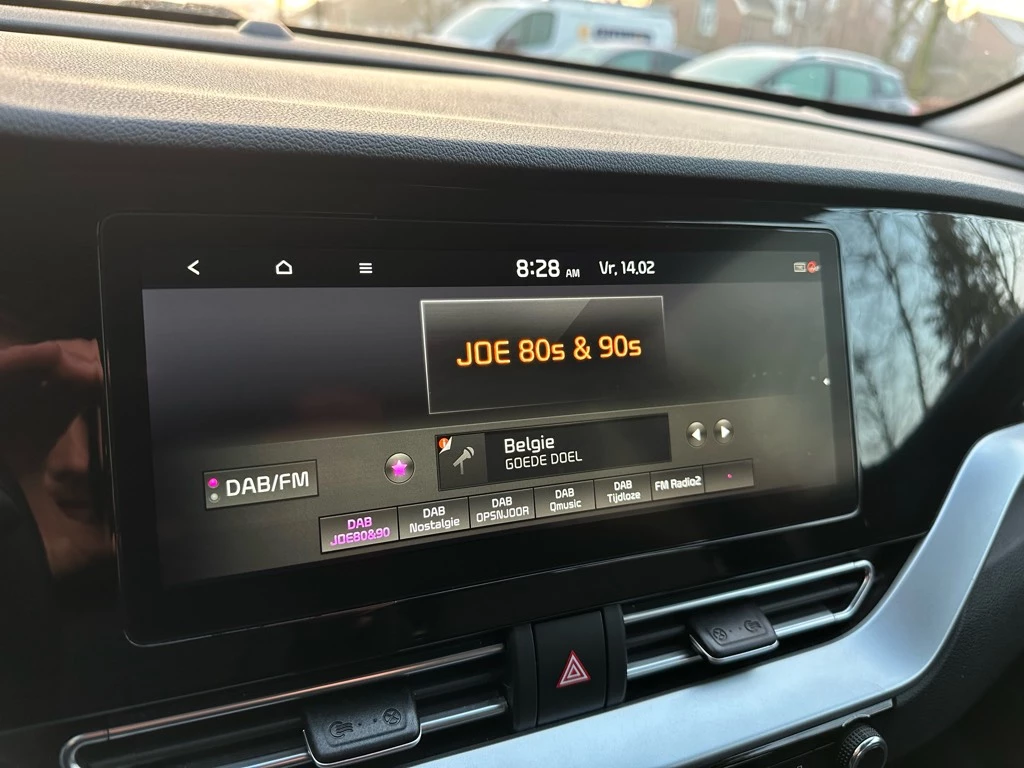 8:28 AM Vr, 14.02
JOE 80s & 90s
Belgie
GOEDE DOEL
DAB/FM
DAB
JOE80&90
DAB
Nostalgie
DAB
OPSNJOOR
DAB
Qmusic
DAB
Tijdloze
FM Radio2